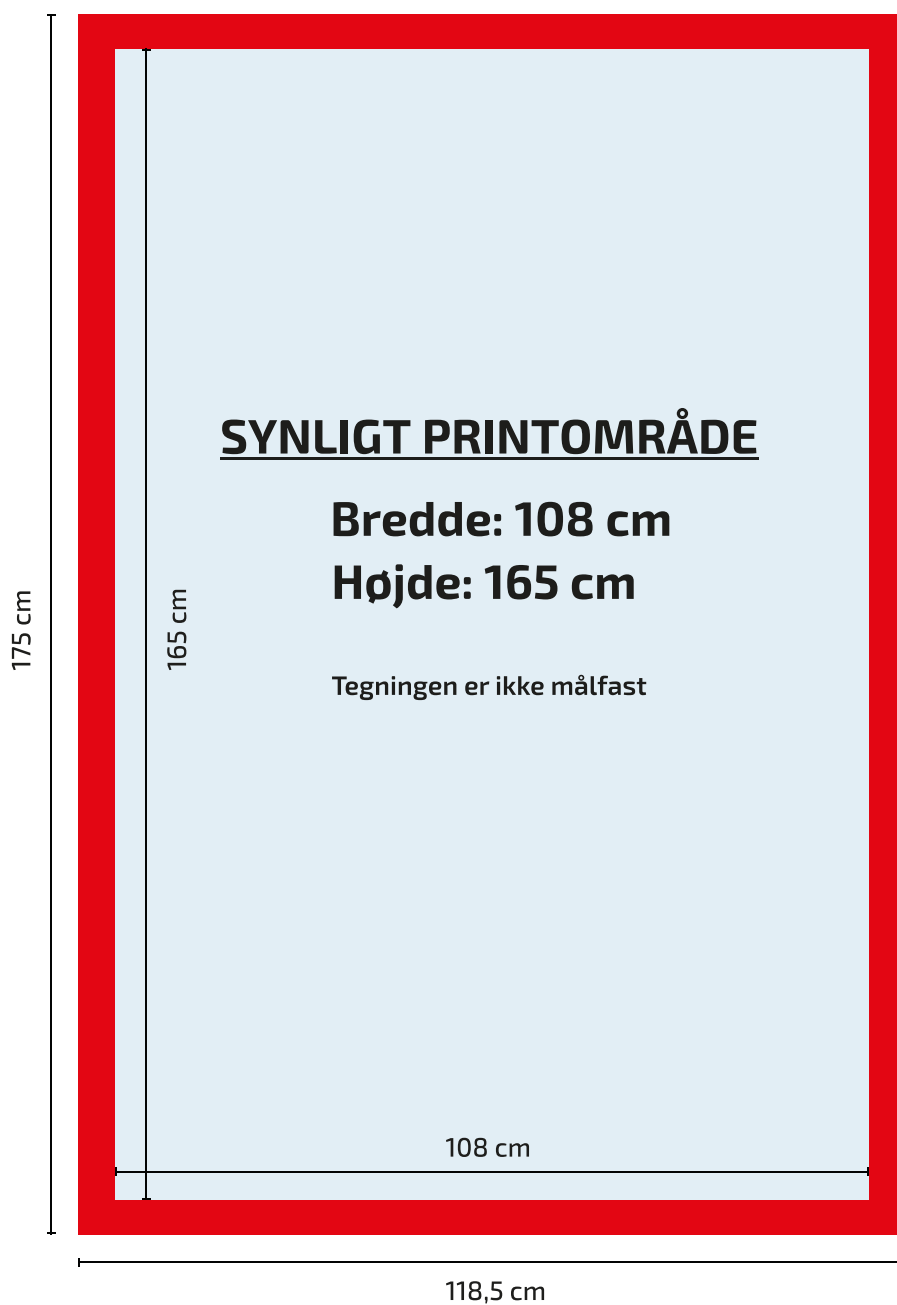 SYNLIGT PRINTOMRÅDE
Bredde: 108 cm
Højde: 165 cm
175 cm
165 cm
Tegningen er ikke målfast
108 cm
118,5 cm